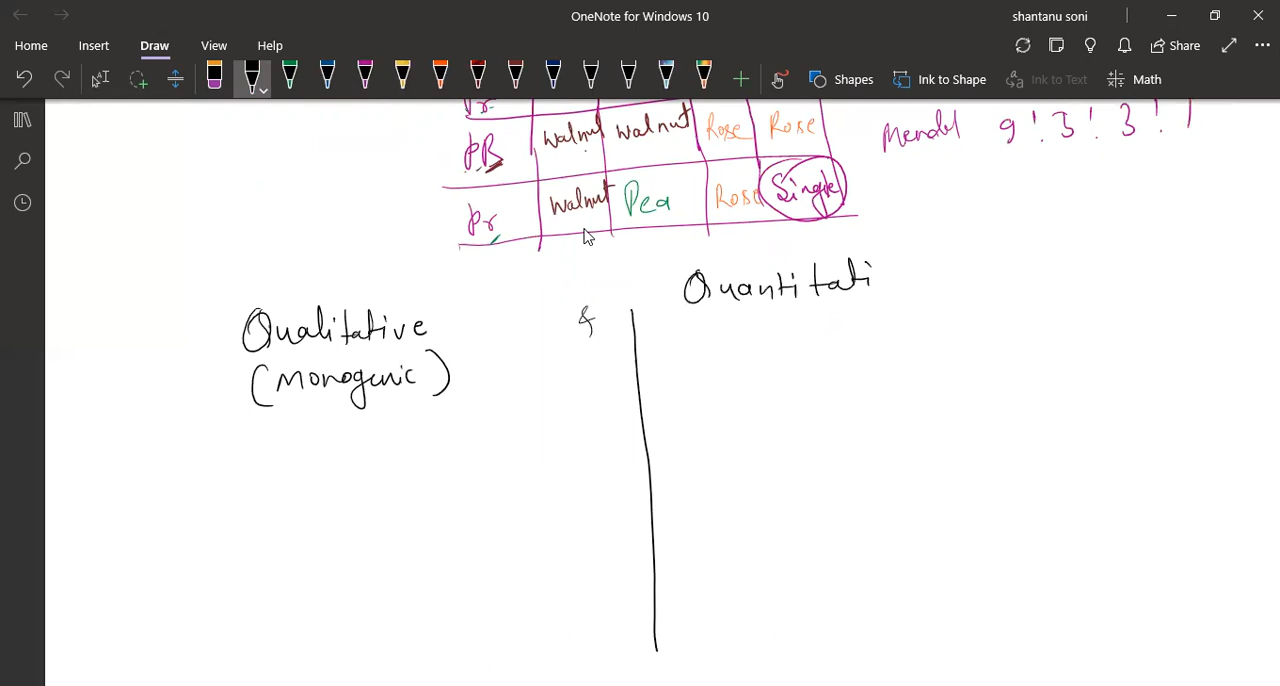 OneNote for Windows 10
shantanu soni
Home Insert Draw View Help
Share
Shapes Ink to Shape Ink to Text Math
Pr
PB Walnut Walnut Rose Rose
Mendel 9:3:3:1
Pr Walnut Pea Rose Single
Quantitati
Qualitative &
(Monogenic)